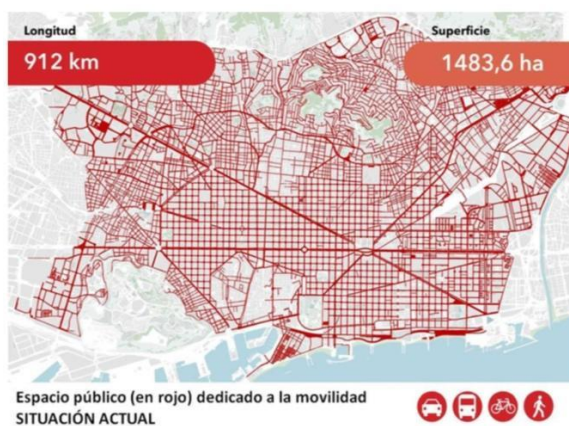 Longitud
912 km
Superficie
1483,6 ha
Espacio público (en rojo) dedicado a la movilidad
SITUACIÓN ACTUAL